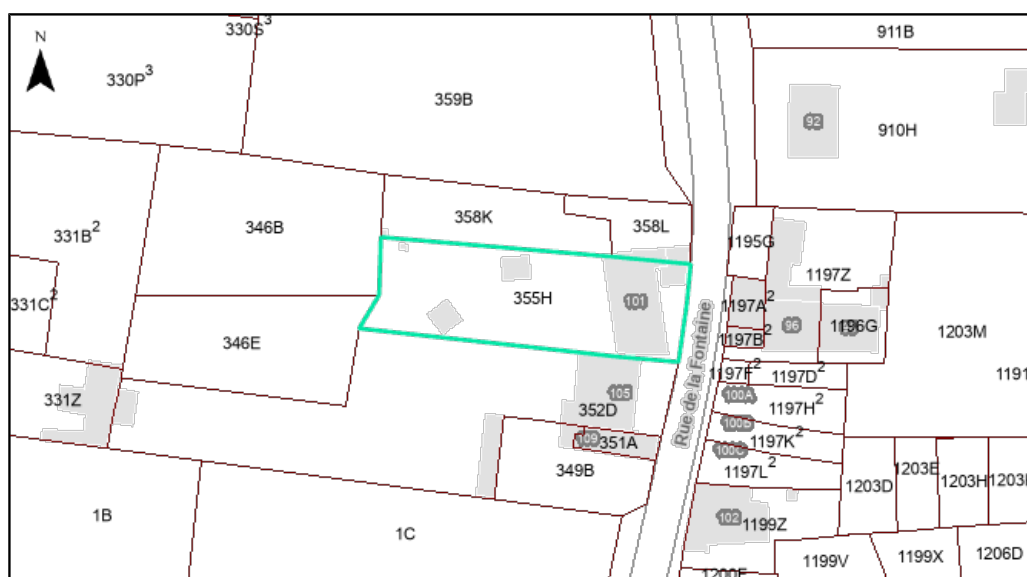 330S³
911B
N
330P³
359B
92
910H
358K
358L
331B²
346B
1195G
1197Z
331C²
355H
101
1197A²
96
1196G
1203M
346E
1197B²
Rue de la Fontaine
1191
1197F²
1197D²
331Z
105
100A
352D
1197H²
100B
109
351A
1197K²
100C
349B
1197L²
1203D
1203E
1203H
1B
1C
102
1199Z
1199V
1199X
1206D